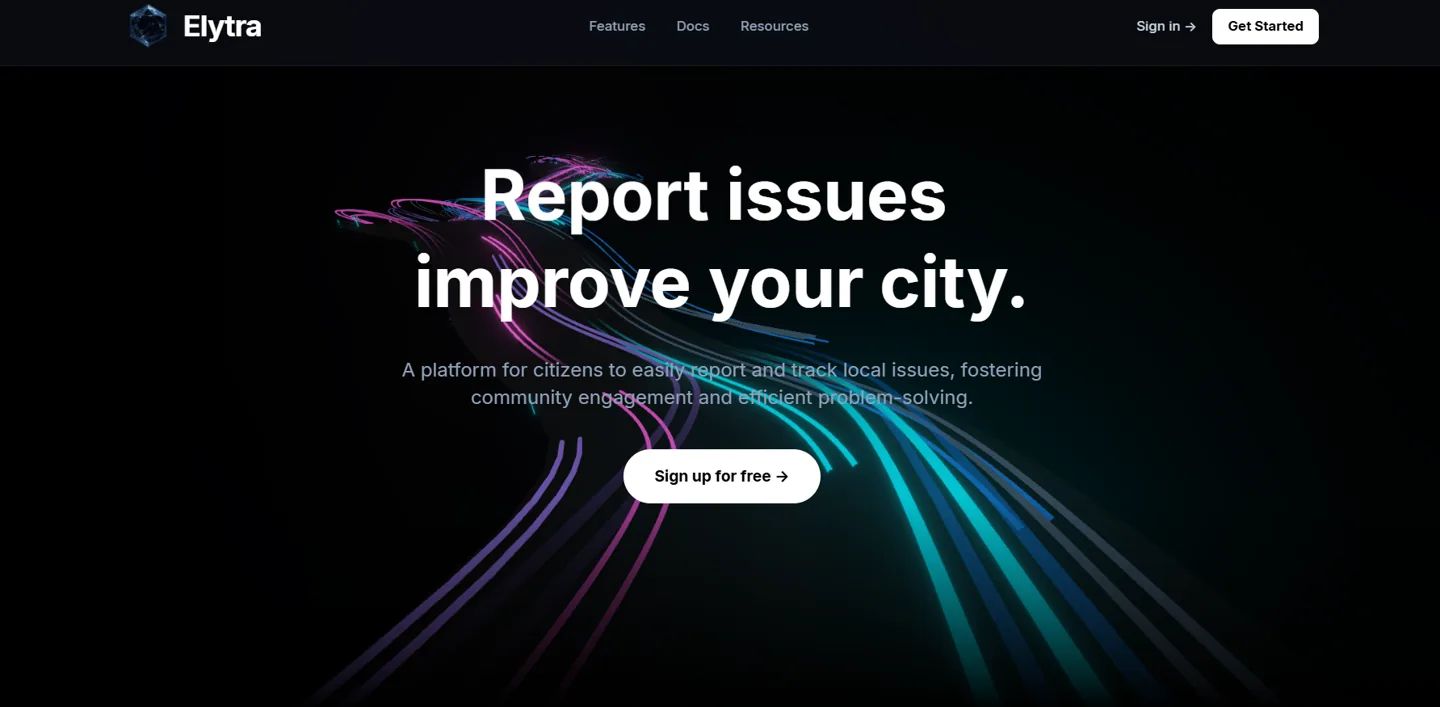 Elytra
Features
Docs
Resources
Sign in →
Get Started
Report issues
improve your city.
A platform for citizens to easily report and track local issues, fostering
community engagement and efficient problem-solving.
Sign up for free →